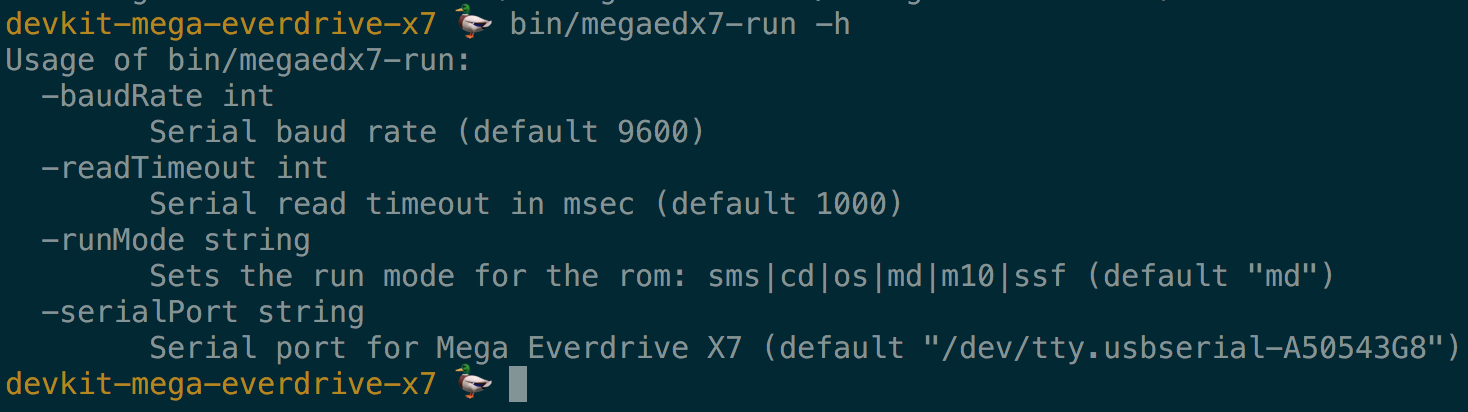 devkit-mega-everdrive-x7 🦆 bin/megaedx7-run -h
Usage of bin/megaedx7-run:
  -baudRate int
        Serial baud rate (default 9600)
  -readTimeout int
        Serial read timeout in msec (default 1000)
  -runMode string
        Sets the run mode for the rom: sms|cd|os|md|m10|ssf (default "md")
  -serialPort string
        Serial port for Mega Everdrive X7 (default "/dev/tty.usbserial-A50543G8")
devkit-mega-everdrive-x7 🦆